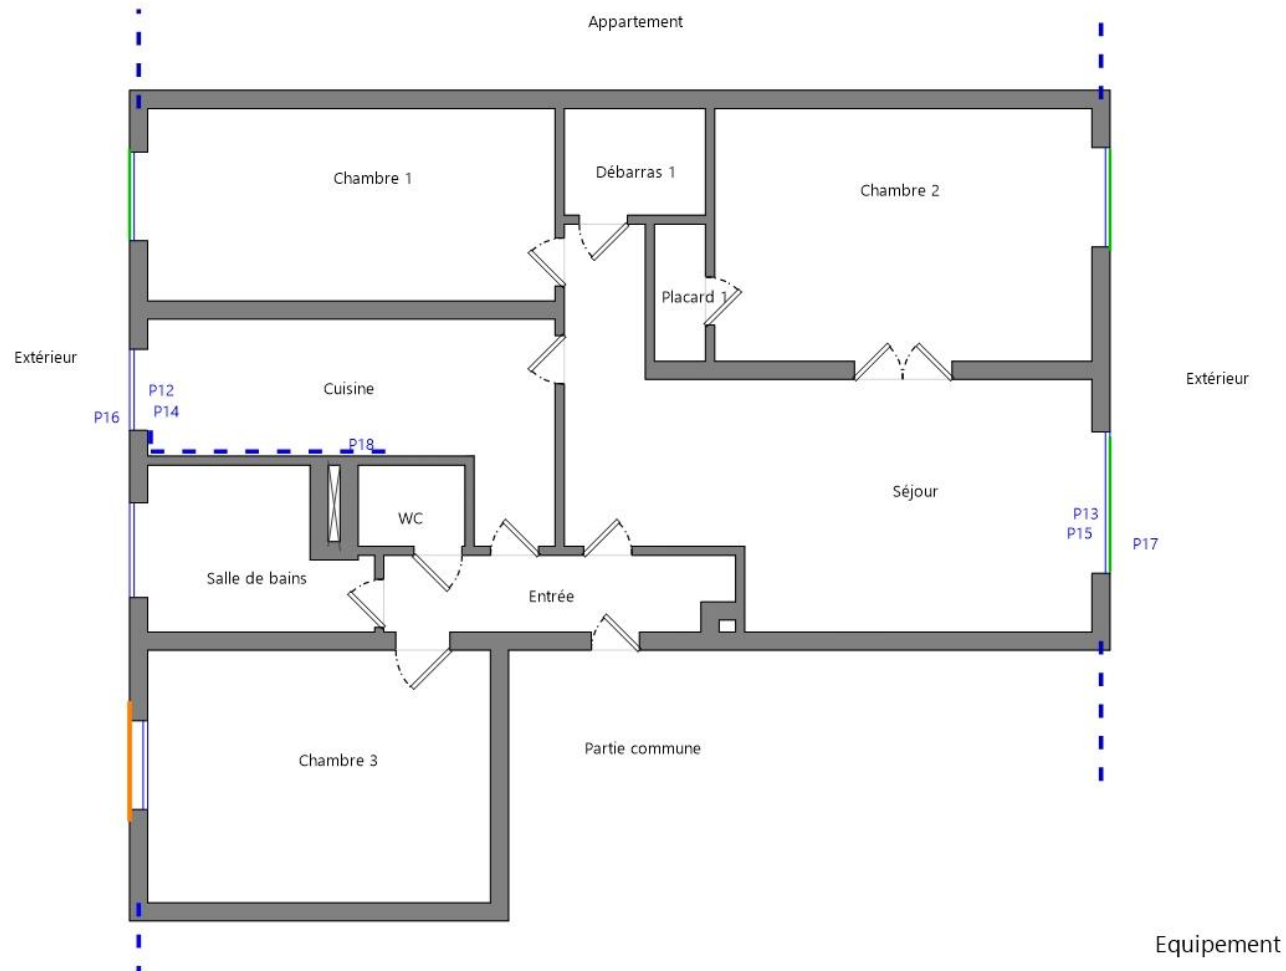 Appartement
Chambre 1
Débarras 1
Chambre 2
Placard 1
Extérieur
Cuisine
Extérieur
P12
P14
P16
P18
Séjour
WC
P13
P15
P17
Salle de bains
Entrée
Partie commune
Chambre 3
Equipement